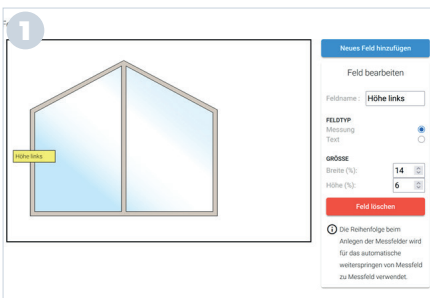 1
Neues Feld hinzufügen
Feld bearbeiten
Feldname :
Höhe links
FELDTYP
Messung
Text
GRÖSSE
Breite (%):
14
Höhe (%):
6
Feld löschen
Die Reihenfolge beim
Anlegen der Messfelder wird
für das automatische
weiterspringen von Messfeld
zu Messfeld verwendet.
Höhe links